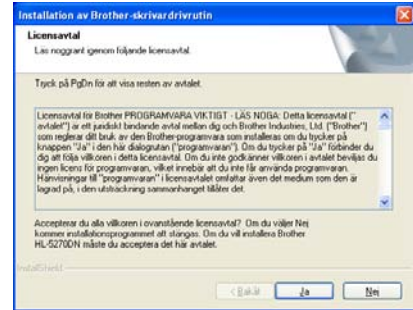 Installation av Brother-skrivardrivrutin
Licensavtal
Läs noggrant igenom följande licensavtal.
Tryck på PgDn för att visa resten av avtalet.
Licensavtal för Brother PROGRAMVARA VIKTIGT - LÄS NOGA: Detta licensavtal ("
avtalet") är ett juridiskt bindande avtal mellan dig och Brother Industries, Ltd. ("Brother")
som reglerar ditt bruk av den Brother-programvara som installeras om du trycker på
knappen "Ja" i den här dialogrutan ("programvaran"). Om du trycker på "Ja" förbinder du
dig att följa villkoren i detta licensavtal. Om du inte godkänner villkoren i avtalet beviljas du
ingen licens för programvaran, vilket innebär att du inte får använda programvaran.
Hänvisningar till "programvaran" i licensavtalet omfattar även det medium som den är
lagrad på, i den utsträckning sammanhanget tillåter det.
Accepterar du alla villkoren i ovanstående licensavtal? Om du väljer Nej
kommer installationsprogrammet att stängas. Om du vill installera Brother
HL-5270DN måste du acceptera det här avtalet.
InstallShield
< Bakåt
Ja
Nej